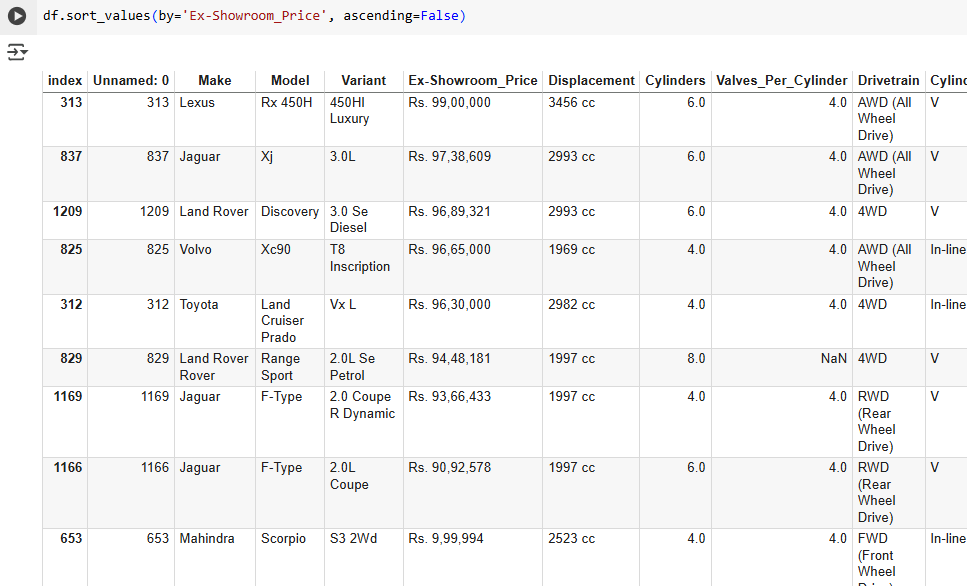 df.sort_values(by='Ex-Showroom_Price', ascending=False)
index Unnamed: 0 Make Model Variant Ex-Showroom_Price Displacement Cylinders Valves_Per_Cylinder Drivetrain Cylinc
313 313 Lexus Rx 450H 450HI Luxury Rs. 99,00,000 3456 cc 6.0 4.0 AWD (All Wheel Drive) V
837 837 Jaguar Xj 3.0L Rs. 97,38,609 2993 cc 6.0 4.0 AWD (All Wheel Drive) V
1209 1209 Land Rover Discovery 3.0 Se Diesel Rs. 96,89,321 2993 cc 6.0 4.0 4WD V
825 825 Volvo Xc90 T8 Inscription Rs. 96,65,000 1969 cc 4.0 4.0 AWD (All Wheel Drive) In-line
312 312 Toyota Land Cruiser Prado Vx L Rs. 96,30,000 2982 cc 4.0 4.0 4WD In-line
829 829 Land Rover Rover Range Sport 2.0L Se Petrol Rs. 94,48,181 1997 cc 8.0 NaN 4WD V
1169 1169 Jaguar F-Type 2.0 Coupe R Dynamic Rs. 93,66,433 1997 cc 4.0 4.0 RWD (Rear Wheel Drive) V
1166 1166 Jaguar F-Type 2.0L Coupe Rs. 90,92,578 1997 cc 6.0 4.0 RWD (Rear Wheel Drive) V
653 653 Mahindra Scorpio S3 2Wd Rs. 9,99,994 2523 cc 4.0 4.0 FWD (Front Wheel In-line